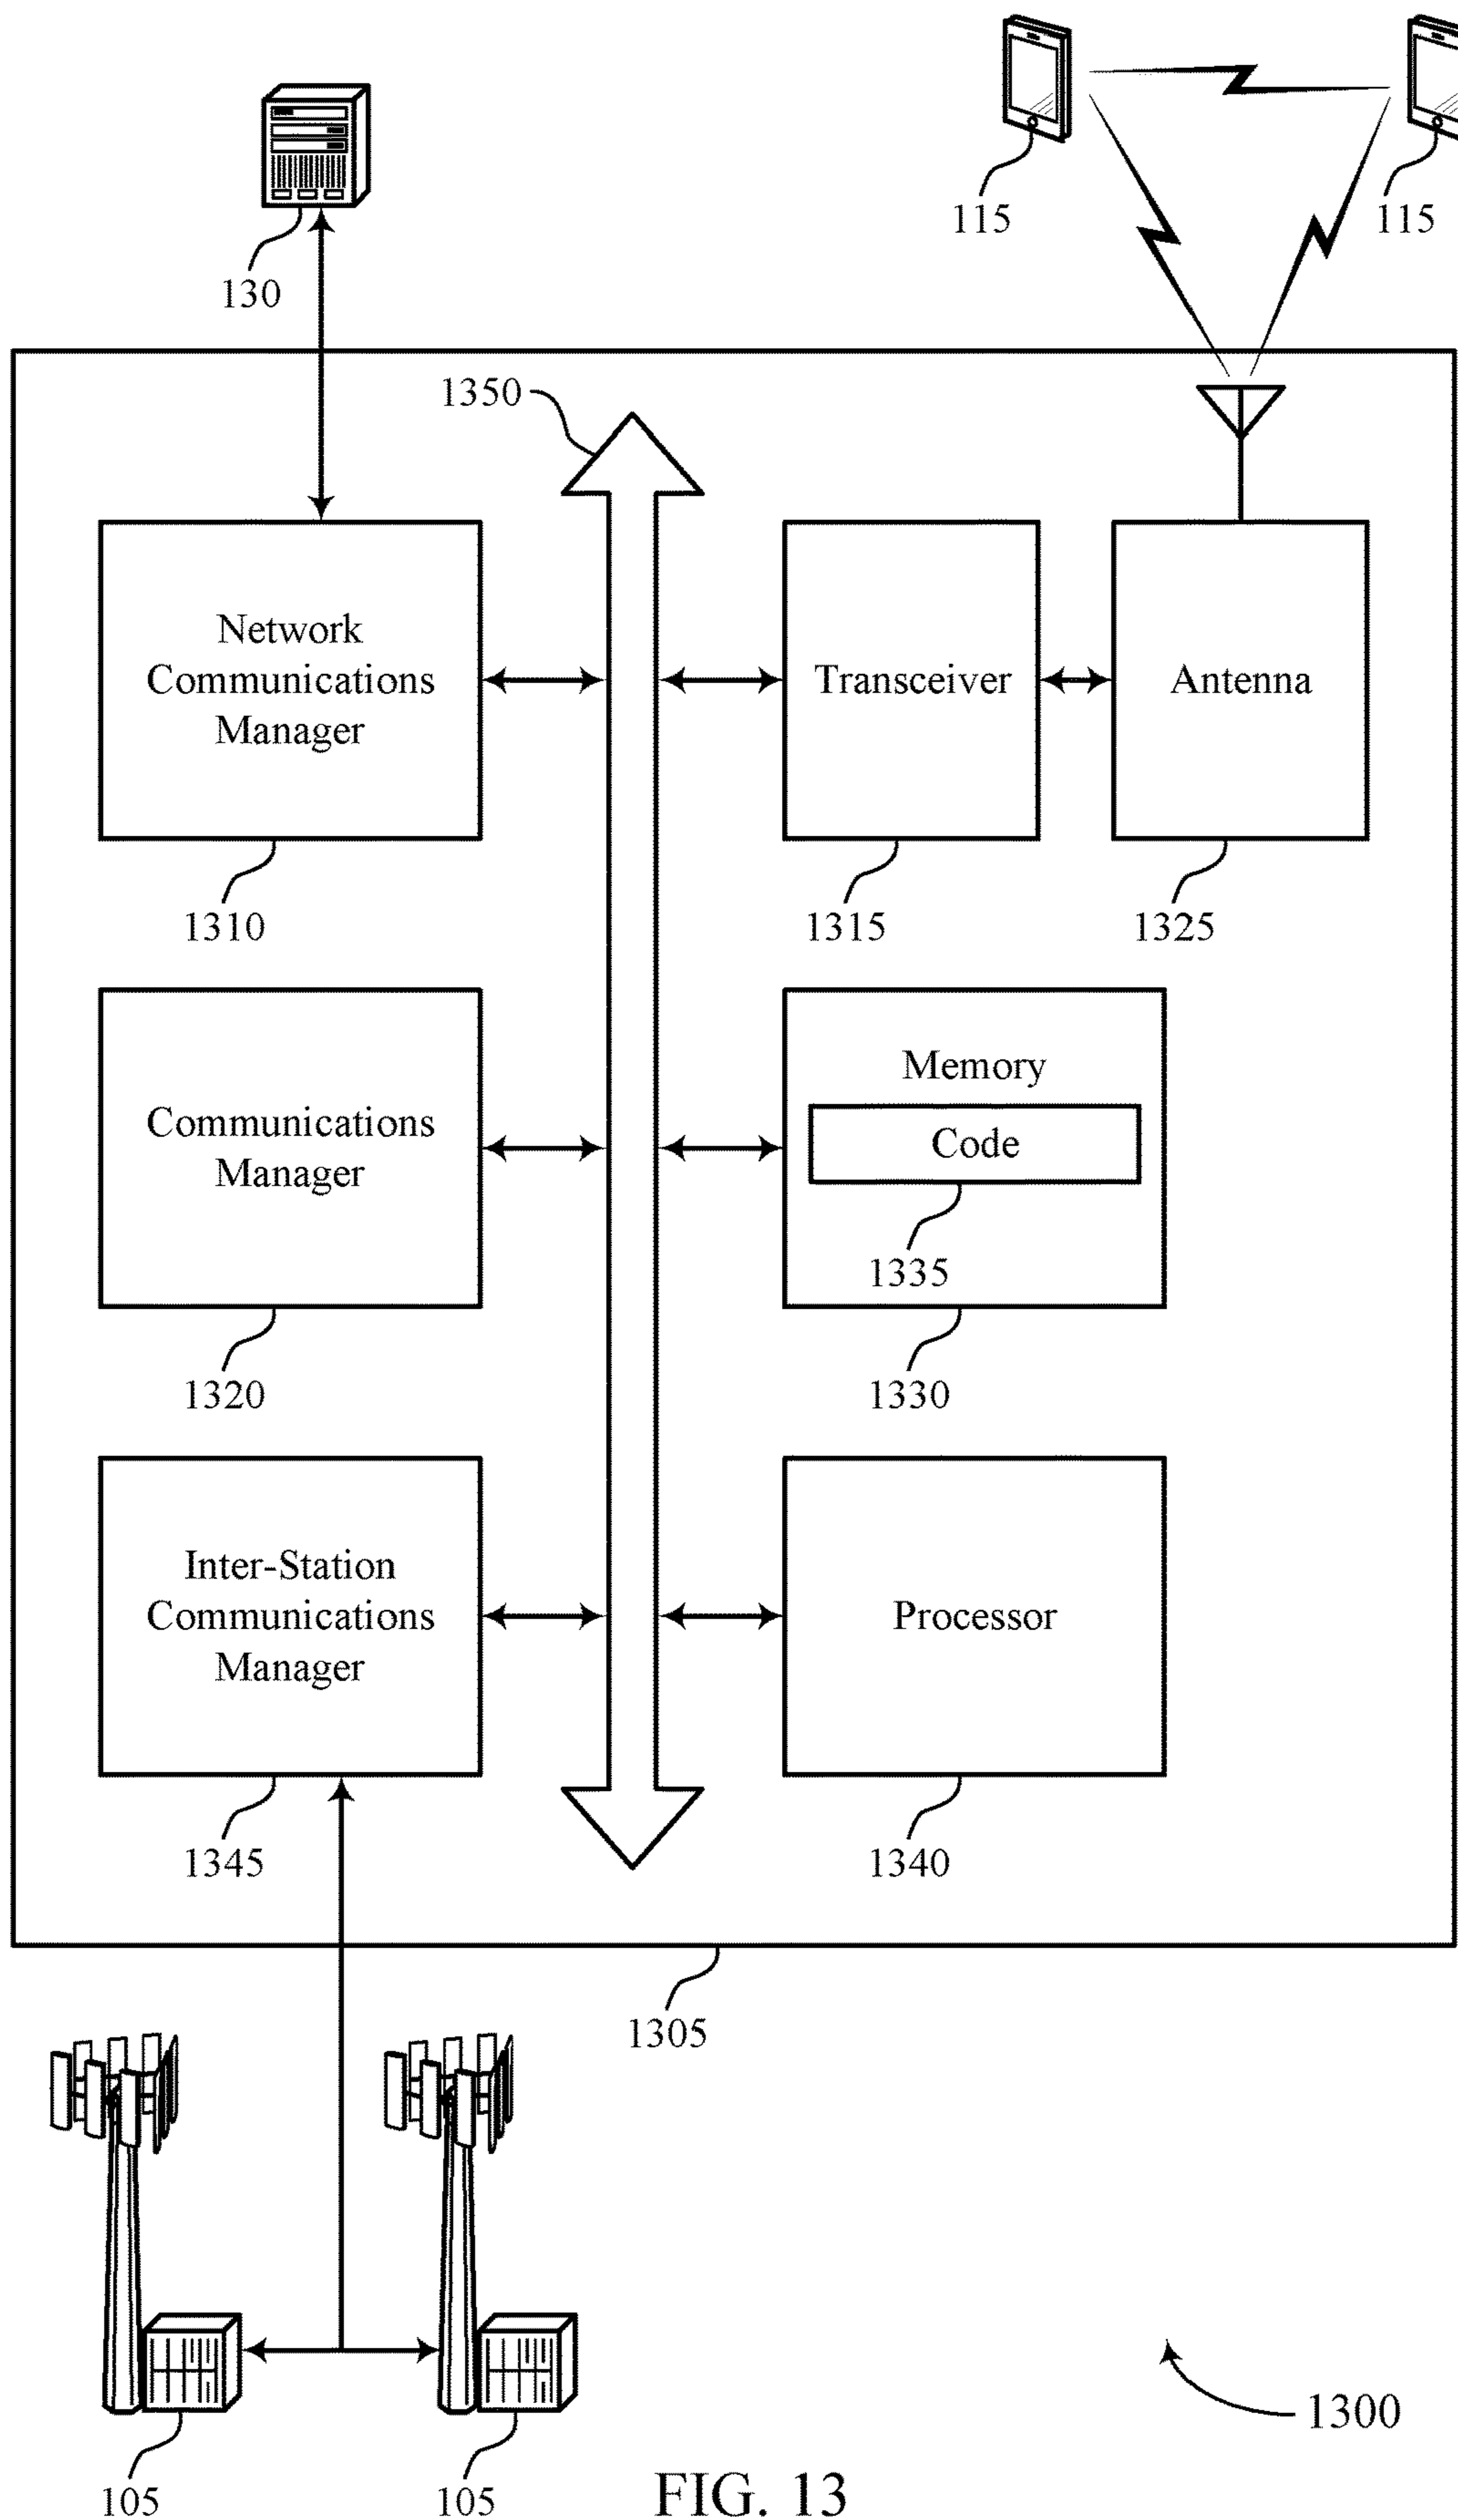 115
115
130
1350
Network
Communications
Manager
Transceiver
Antenna
1310
1315
1325
Communications
Manager
Memory
Code
1335
1320
1330
Inter-Station
Communications
Manager
Processor
1345
1340
1305
1300
105
105
FIG. 13